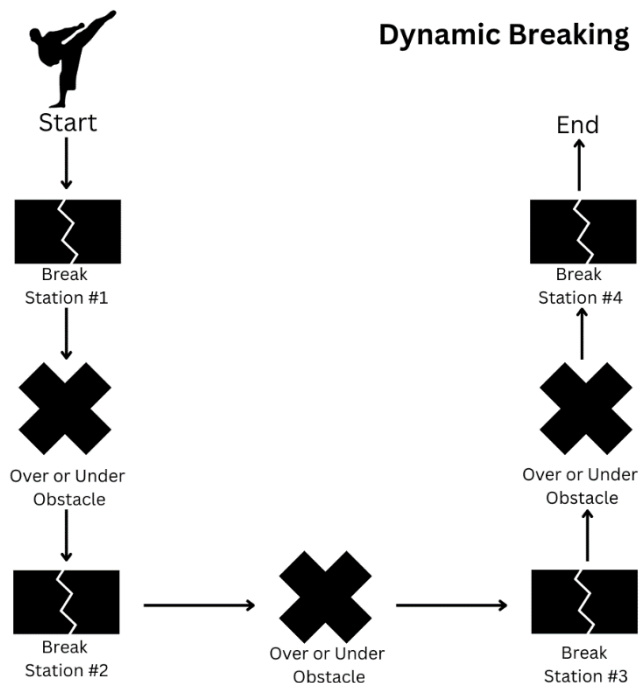 Dynamic Breaking
Start
Break
Station #1
Over or Under
Obstacle
Break
Station #2
Over or Under
Obstacle
Break
Station #3
Over or Under
Obstacle
Break
Station #4
End